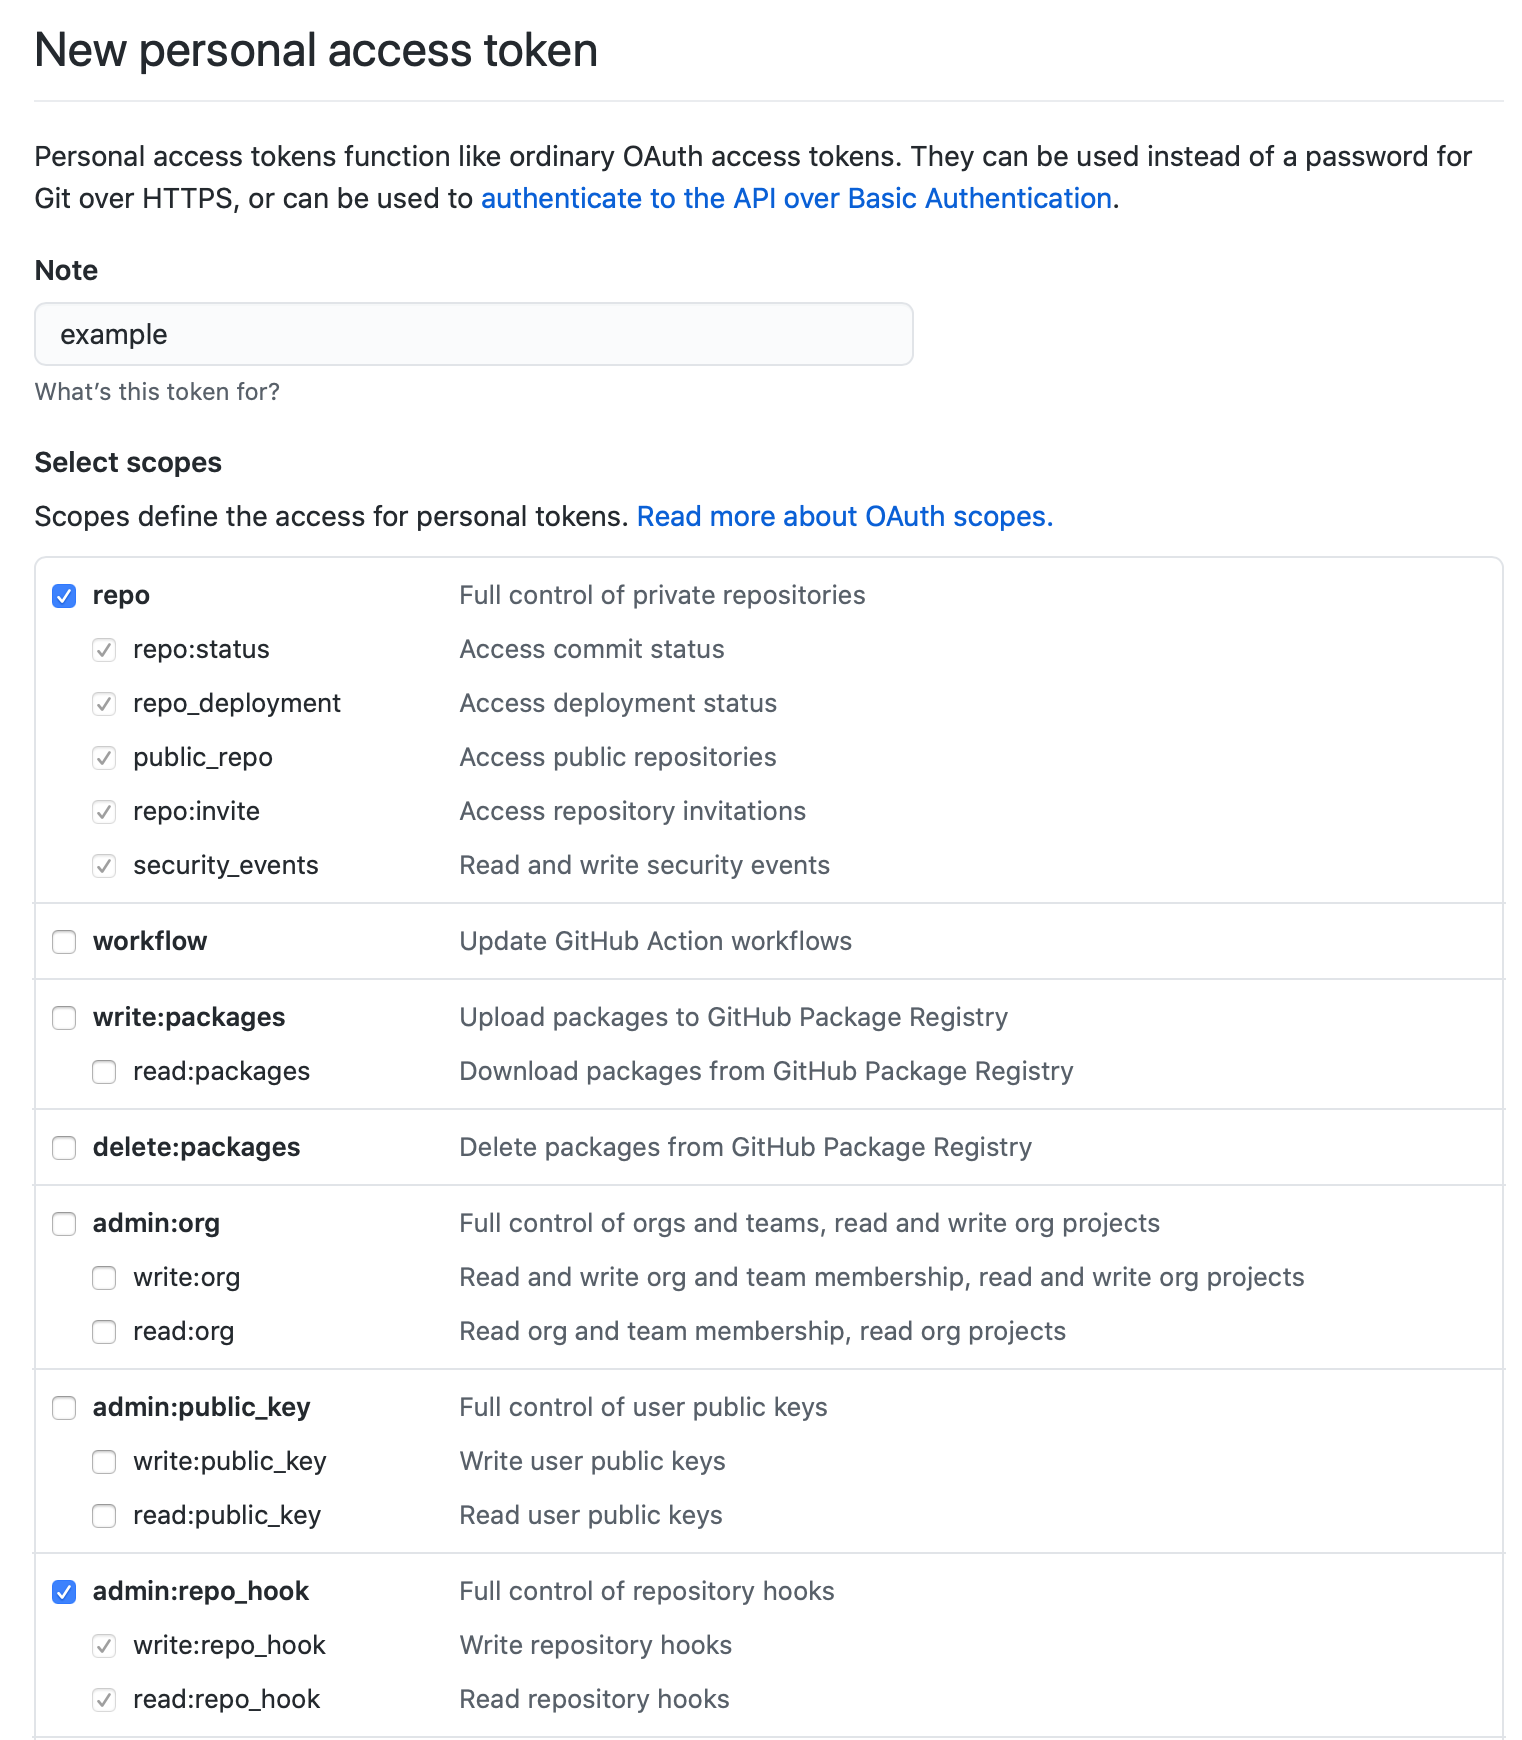 New personal access token
Personal access tokens function like ordinary OAuth access tokens. They can be used instead of a password for
Git over HTTPS, or can be used to authenticate to the API over Basic Authentication.
Note
example
What's this token for?
Select scopes
Scopes define the access for personal tokens. Read more about OAuth scopes.
repo Full control of private repositories
repo:status Access commit status
repo_deployment Access deployment status
public_repo Access public repositories
repo:invite Access repository invitations
security_events Read and write security events
workflow Update GitHub Action workflows
write:packages Upload packages to GitHub Package Registry
read:packages Download packages from GitHub Package Registry
delete:packages Delete packages from GitHub Package Registry
admin:org Full control of orgs and teams, read and write org projects
write:org Read and write org and team membership, read and write org projects
read:org Read org and team membership, read org projects
admin:public_key Full control of user public keys
write:public_key Write user public keys
read:public_key Read user public keys
admin:repo_hook Full control of repository hooks
write:repo_hook Write repository hooks
read:repo_hook Read repository hooks